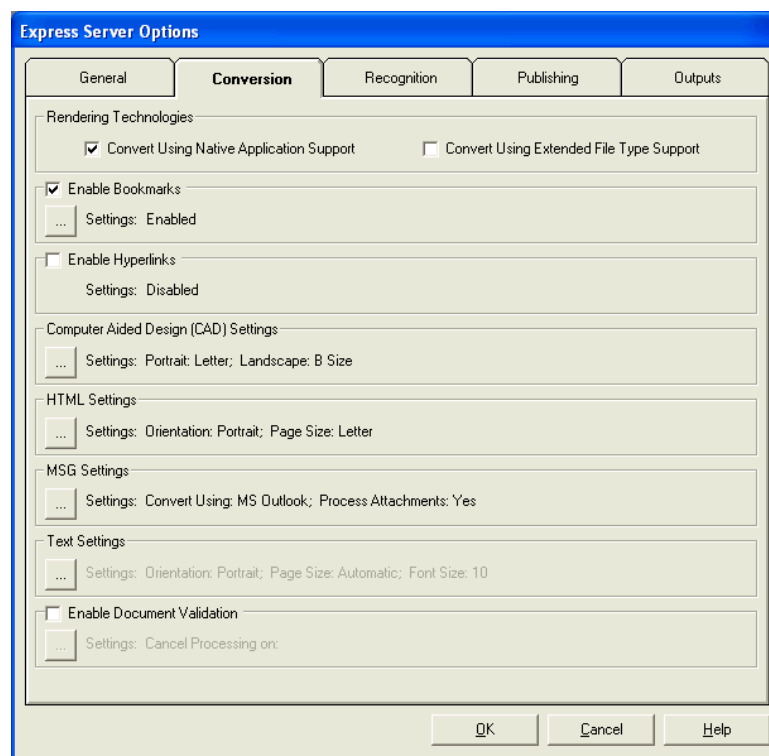 Express Server Options
General Conversion Recognition Publishing Outputs
Rendering Technologies
Convert Using Native Application Support Convert Using Extended File Type Support
Enable Bookmarks
... Settings: Enabled
Enable Hyperlinks
Settings: Disabled
Computer Aided Design (CAD) Settings
... Settings: Portrait: Letter; Landscape: B Size
HTML Settings
... Settings: Orientation: Portrait; Page Size: Letter
MSG Settings
... Settings: Convert Using: MS Outlook; Process Attachments: Yes
Text Settings
... Settings: Orientation: Portrait; Page Size: Automatic; Font Size: 10
Enable Document Validation
... Settings: Cancel Processing on:
OK Cancel Help